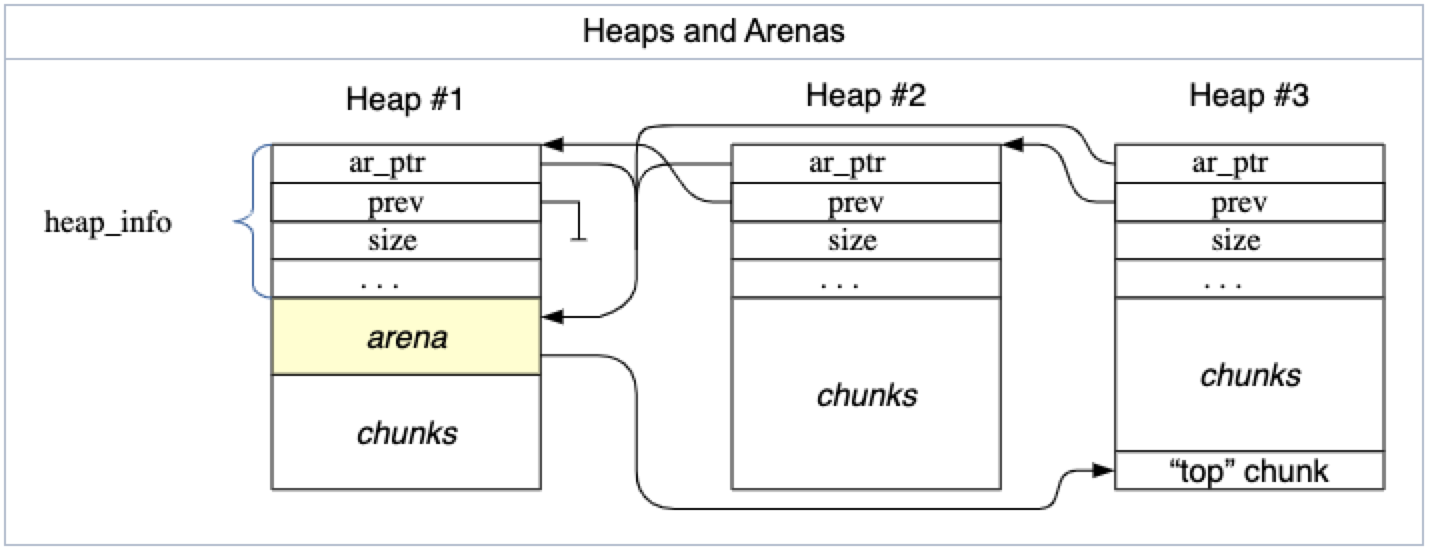 Heaps and Arenas
Heap #1
Heap #2
Heap #3
heap_info
ar_ptr
prev
size
. . .
arena
chunks
ar_ptr
prev
size
. . .
chunks
ar_ptr
prev
size
. . .
chunks
“top” chunk